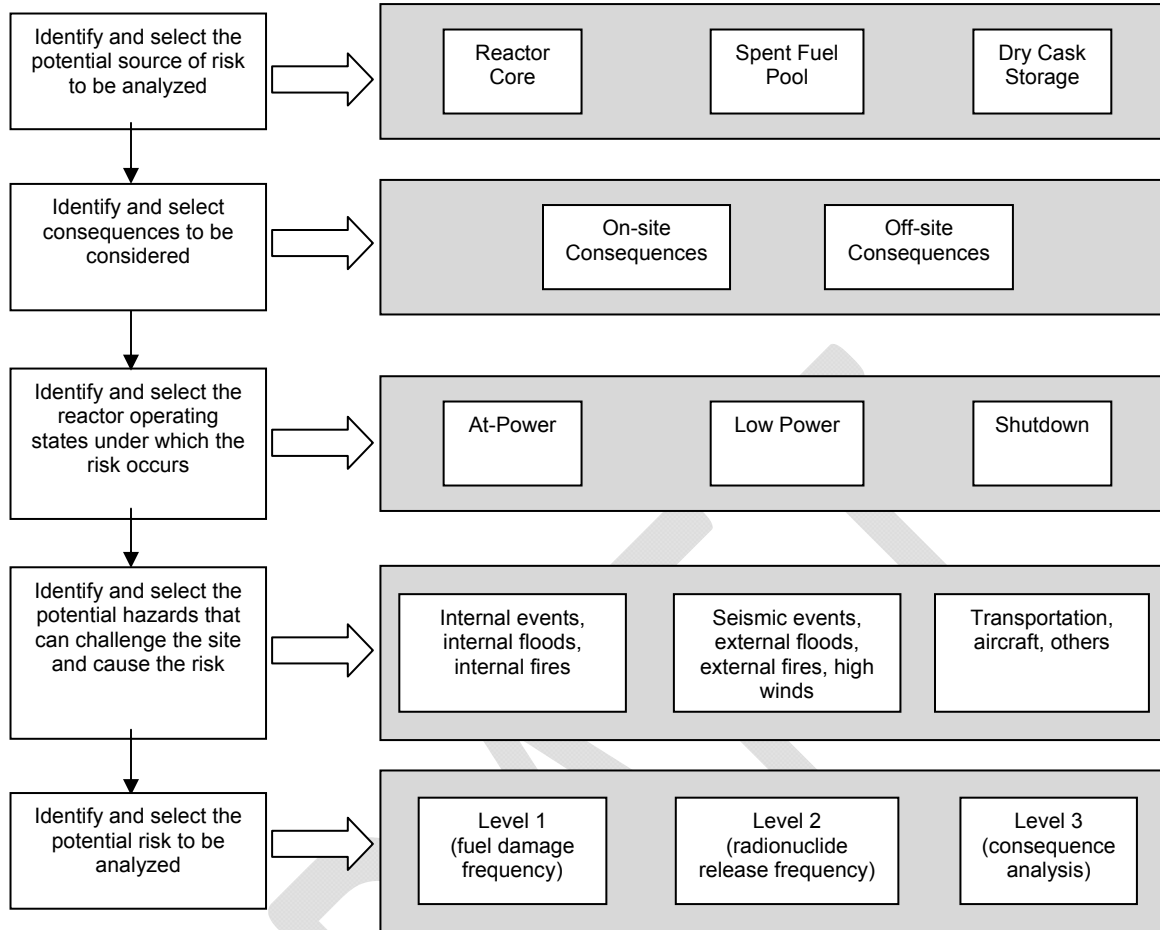 Identify and select the
potential source of risk
to be analyzed
Reactor
Core
Spent Fuel
Pool
Dry Cask
Storage
Identify and select
consequences to be
considered
On-site
Consequences
Off-site
Consequences
Identify and select the
reactor operating
states under which the
risk occurs
At-Power
Low Power
Shutdown
Identify and select the
potential hazards that
can challenge the site
and cause the risk
Internal events,
internal floods,
internal fires
Seismic events,
external floods,
external fires, high
winds
Transportation,
aircraft, others
Identify and select the
potential risk to be
analyzed
Level 1
(fuel damage
frequency)
Level 2
(radionuclide
release frequency)
Level 3
(consequence
analysis)